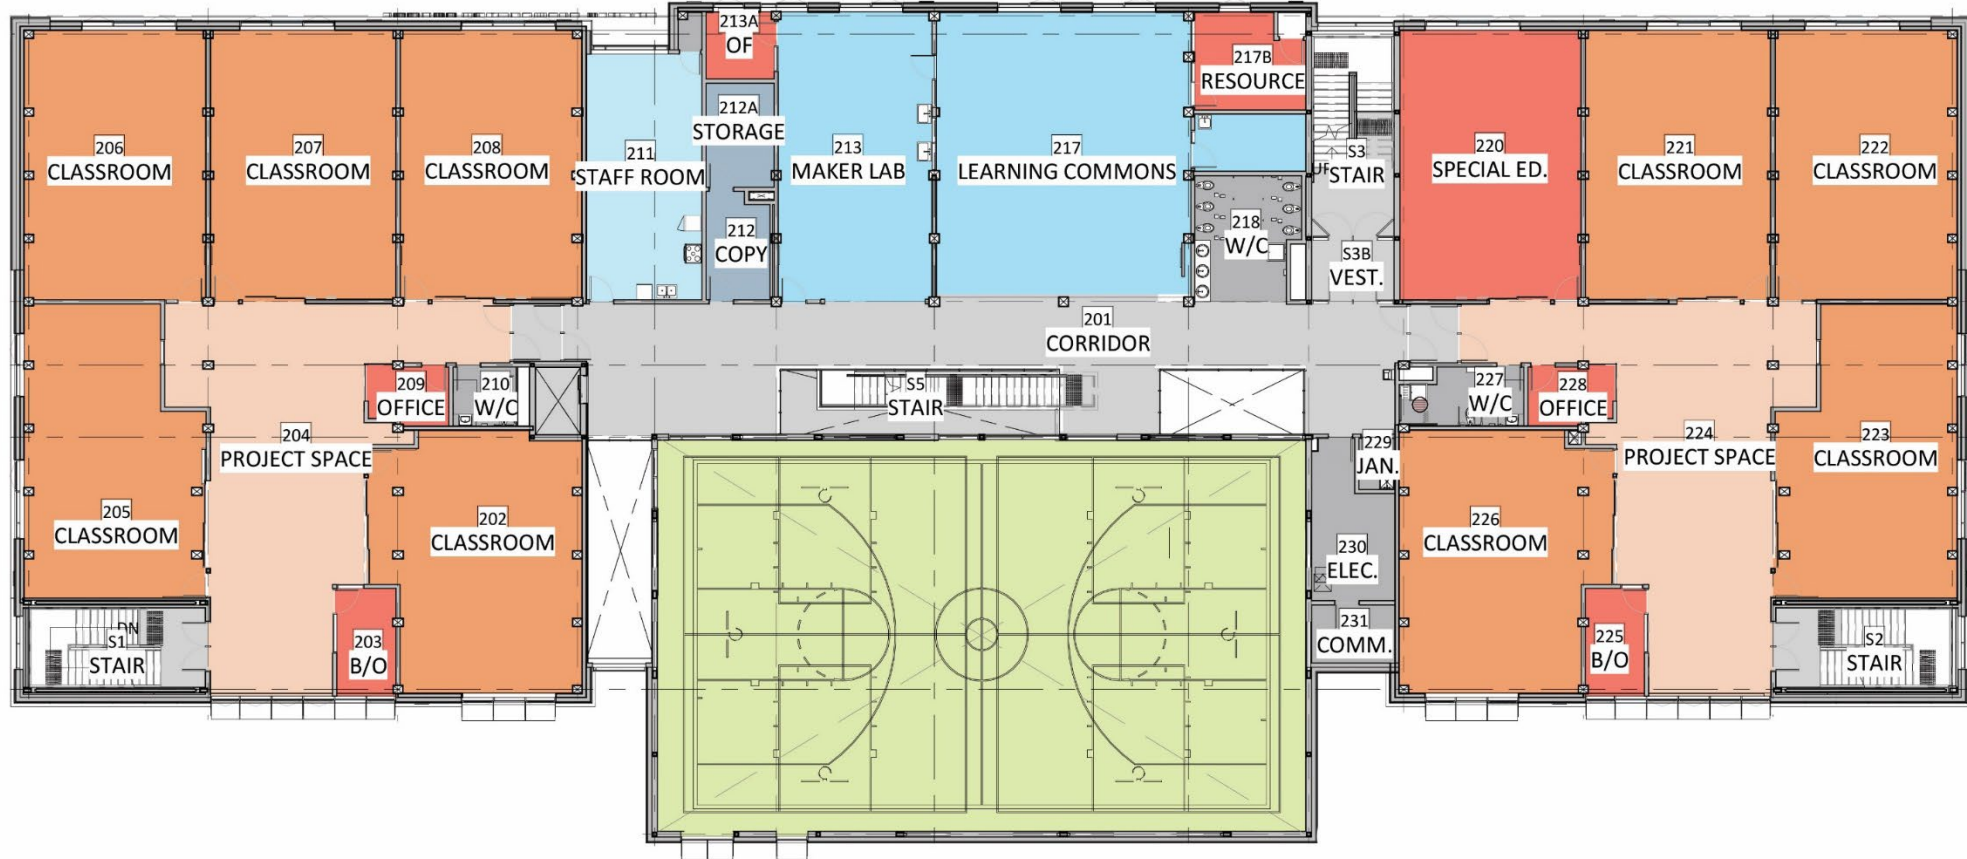 213A
OF
217B
RESOURCE
206
CLASSROOM
207
CLASSROOM
208
CLASSROOM
211
STAFF ROOM
212A
STORAGE
213
MAKER LAB
217
LEARNING COMMONS
S3
STAIR
220
SPECIAL ED.
221
CLASSROOM
222
CLASSROOM
212
COPY
218
W/C
S3B
VEST.
201
CORRIDOR
209
OFFICE
210
W/C
S5
STAIR
227
W/C
228
OFFICE
204
PROJECT SPACE
229
JAN.
224
PROJECT SPACE
223
CLASSROOM
205
CLASSROOM
202
CLASSROOM
230
ELEC.
226
CLASSROOM
DN
S1
STAIR
203
B/O
231
COMM.
225
B/O
S2
STAIR